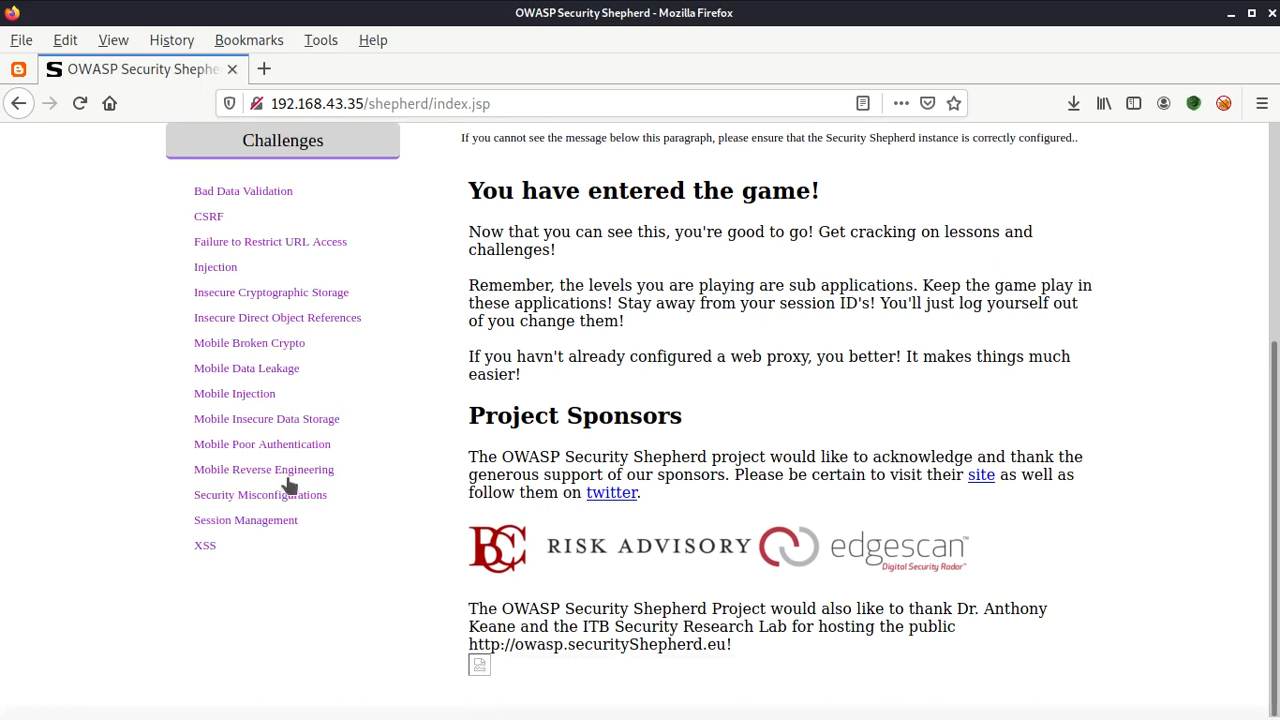 OWASP Security Shepherd - Mozilla Firefox
File Edit View History Bookmarks Tools Help
OWASP Security Shephe
192.168.43.35/shepherd/index.jsp
Challenges
Bad Data Validation
CSRF
Failure to Restrict URL Access
Injection
Insecure Cryptographic Storage
Insecure Direct Object References
Mobile Broken Crypto
Mobile Data Leakage
Mobile Injection
Mobile Insecure Data Storage
Mobile Poor Authentication
Mobile Reverse Engineering
Security Misconfigurations
Session Management
XSS
If you cannot see the message below this paragraph, please ensure that the Security Shepherd instance is correctly configured..
You have entered the game!
Now that you can see this, you're good to go! Get cracking on lessons and
challenges!
Remember, the levels you are playing are sub applications. Keep the game play in
these applications! Stay away from your session ID's! You'll just log yourself out
of you change them!
If you havn't already configured a web proxy, you better! It makes things much
easier!
Project Sponsors
The OWASP Security Shepherd project would like to acknowledge and thank the
generous support of our sponsors. Please be certain to visit their site as well as
follow them on twitter.
BCC RISK ADVISORY edgescan™
Digital Security Radar™
The OWASP Security Shepherd Project would also like to thank Dr. Anthony
Keane and the ITB Security Research Lab for hosting the public
http://owasp.securityShepherd.eu!